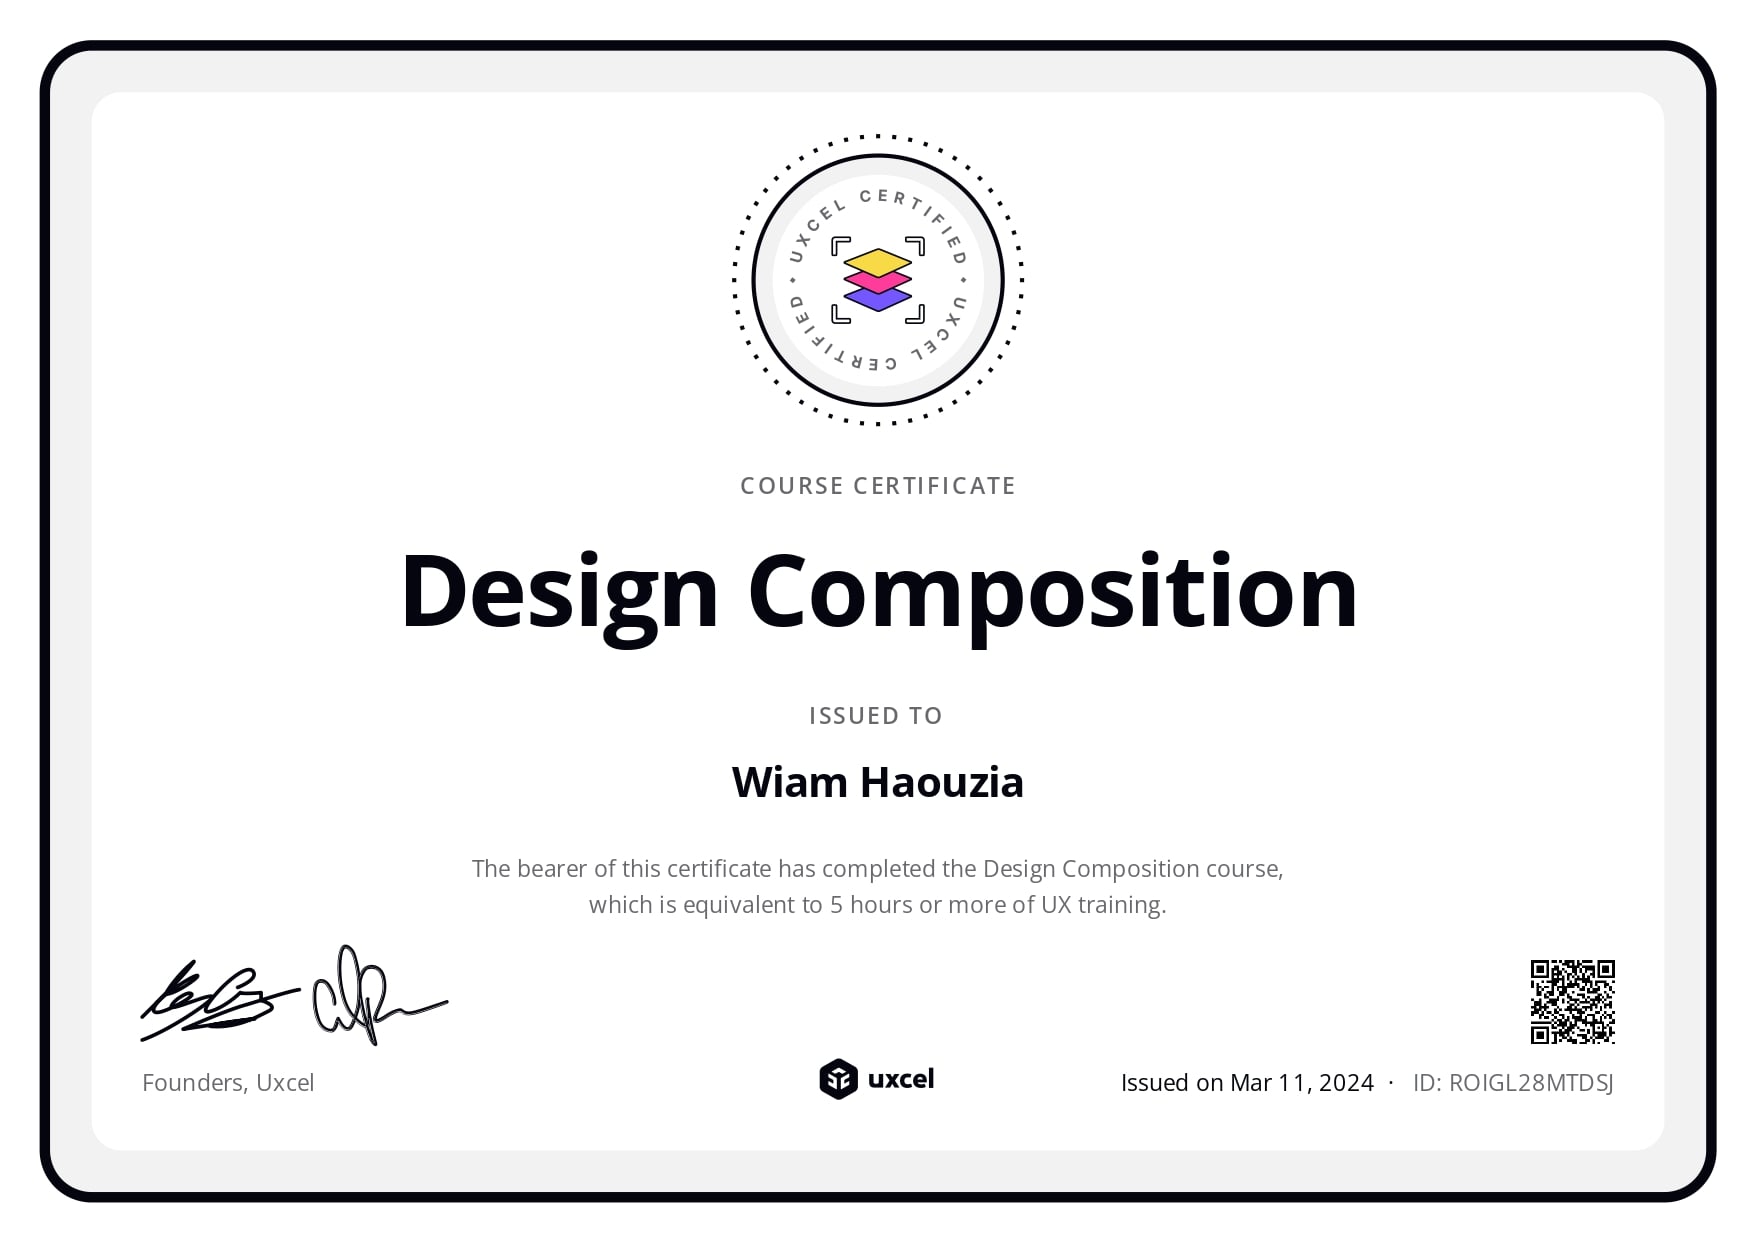 UXCEL CERTIFIED • UXCEL CERTIFIED •
COURSE CERTIFICATE
Design Composition
ISSUED TO
Wiam Haouzia
The bearer of this certificate has completed the Design Composition course,
which is equivalent to 5 hours or more of UX training.
Founders, Uxcel
uxcel
Issued on Mar 11, 2024 · ID: ROIGL28MTDSJ